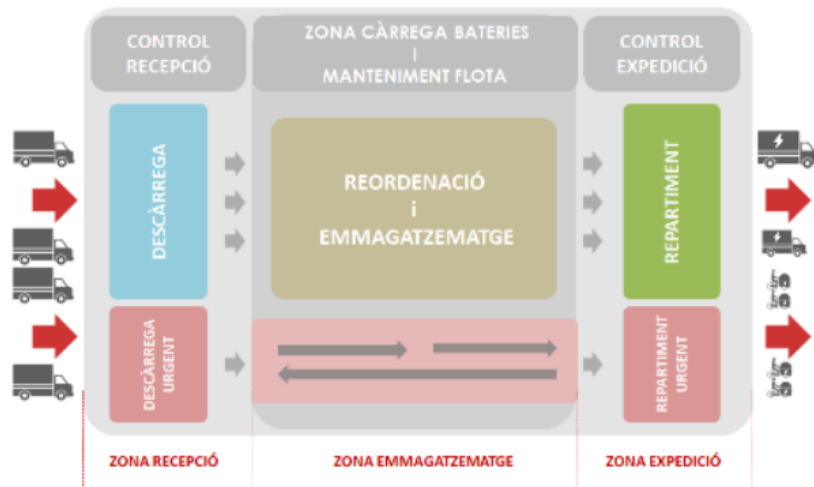 CONTROL
RECEPCIÓ
ZONA CÀRREGA BATERIES
I
MANTENIMENT FLOTA
CONTROL
EXPEDICIÓ
DESCÀRREGA
REORDENACIÓ
i
EMMAGATZEMATGE
REPARTIMENT
DESCÀRREGA
URGENT
REPARTIMENT
URGENT
ZONA RECEPCIÓ
ZONA EMMAGATZEMATGE
ZONA EXPEDICIÓ